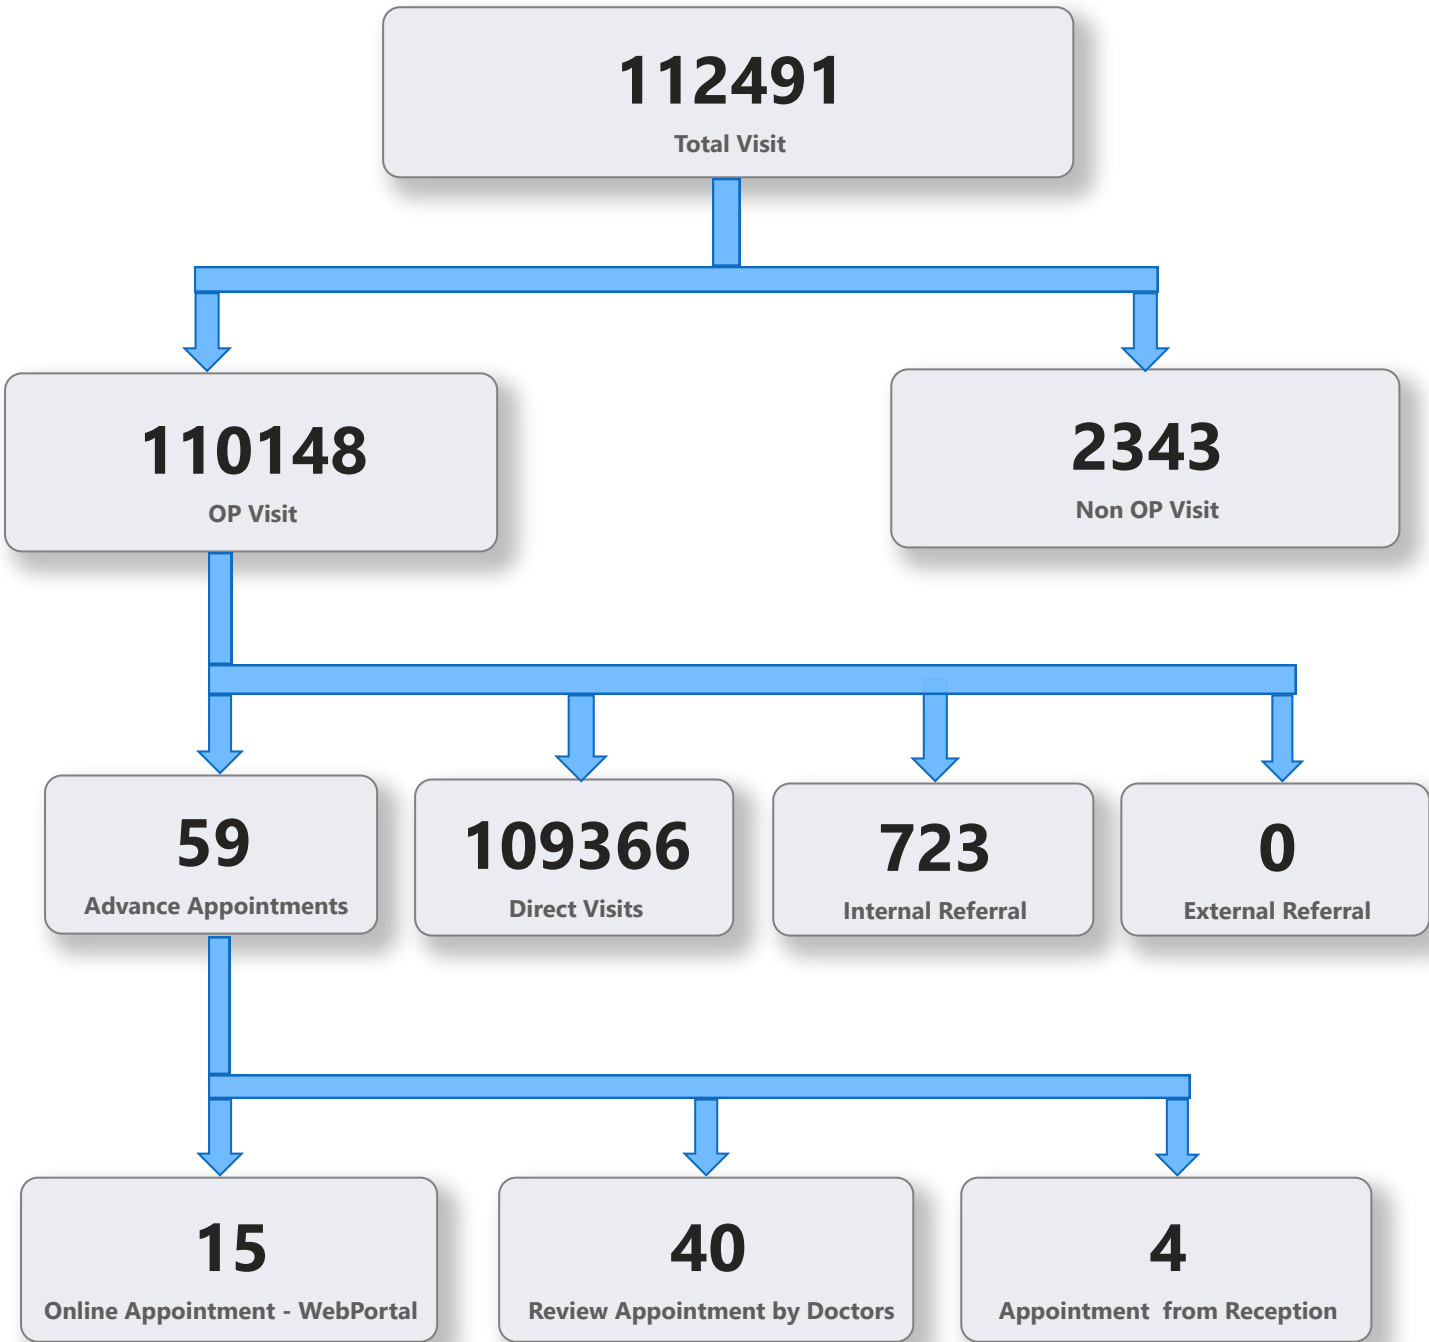 112491
Total Visit
110148
OP Visit
2343
Non OP Visit
59
Advance Appointments
109366
Direct Visits
723
Internal Referral
0
External Referral
15
Online Appointment - WebPortal
40
Review Appointment by Doctors
4
Appointment  from Reception